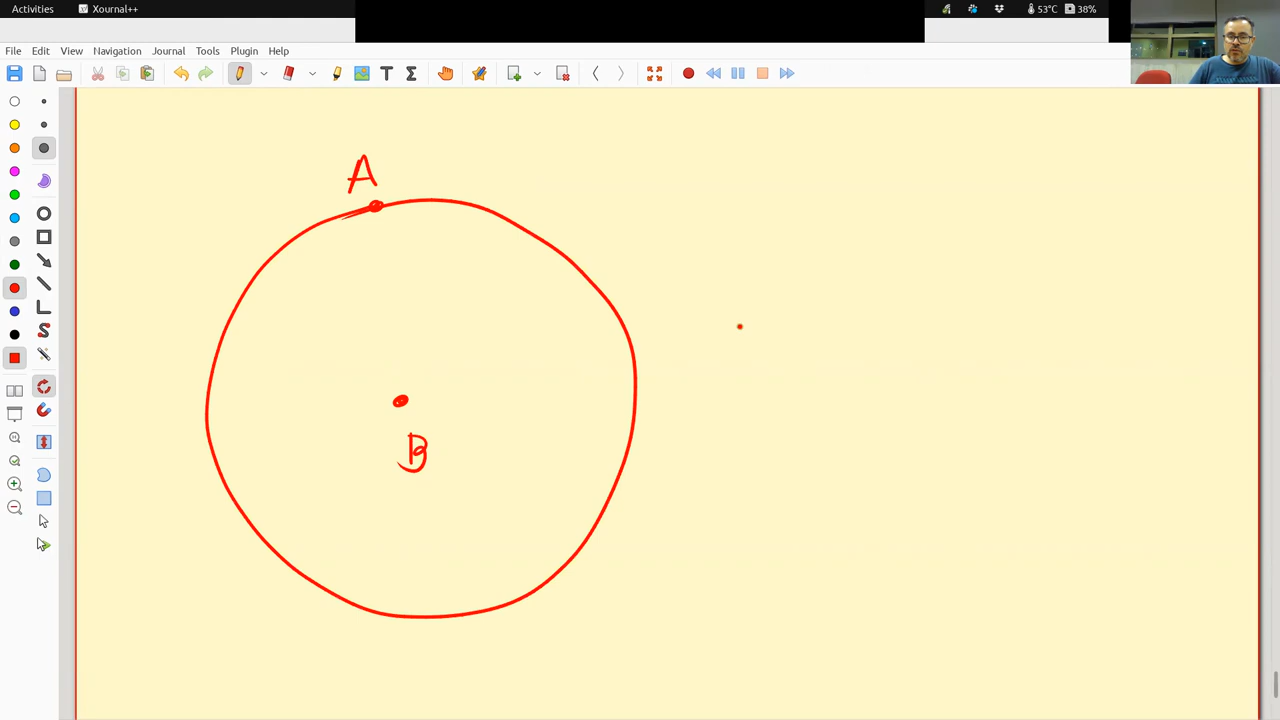 Activities Xournal++ 53°C 38%
File Edit View Navigation Journal Tools Plugin Help
A
B